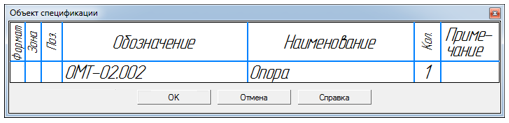 Объект спецификации
Формат Зона Поз. Обозначение Наименование Кол. Приме-
чание
ОМТ-02.002 Опора 1
ОК Отмена Справка